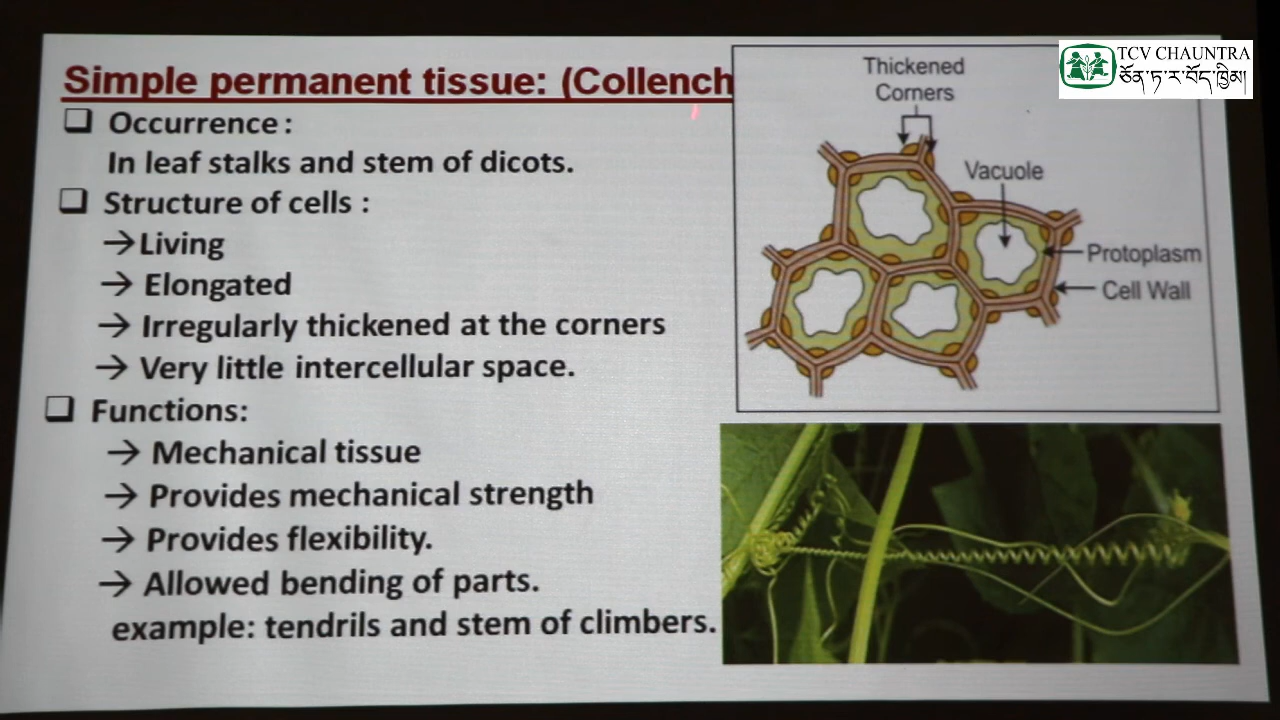 Simple permanent tissue: (Collench
❑ Occurrence :
In leaf stalks and stem of dicots.
❑ Structure of cells :
→Living
→ Elongated
→ Irregularly thickened at the corners
→ Very little intercellular space.
❑ Functions:
→ Mechanical tissue
→ Provides mechanical strength
→ Provides flexibility.
→ Allowed bending of parts.
example: tendrils and stem of climbers.
Thickened
Corners
Vacuole
Protoplasm
Cell Wall
TCV CHAUNTRA
ཅོན་ཏ་ར་བོད་ཁྱིམ།